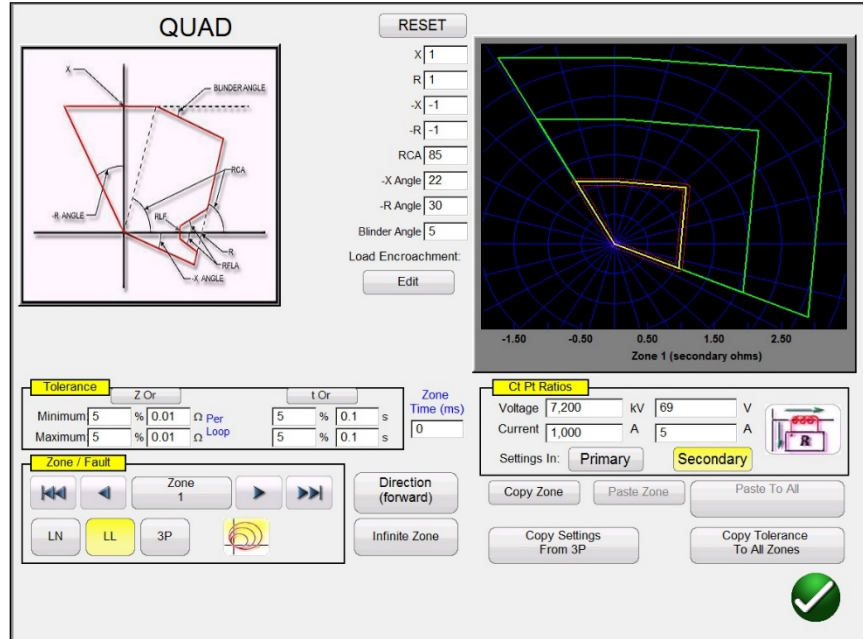 QUAD
RESET
X
BLINDER ANGLE
RCA
-R ANGLE
RLF
-R
RFLA
-X ANGLE
X 1
R 1
-X -1
-R -1
RCA 85
-X Angle 22
-R Angle 30
Blinder Angle 5
Load Encroachment:
Edit
-1.50 -0.50 0.50 1.50 2.50
Zone 1 (secondary ohms)
Tolerance
Z Or t Or
Minimum 5 % 0.01 Ω Per 5 % 0.1 s
Maximum 5 % 0.01 Ω Loop 5 % 0.1 s
Zone
Time (ms)
0
Ct Pt Ratios
Voltage 7,200 kV 69 V
Current 1,000 A 5 A
Settings In: Primary Secondary
R
Zone / Fault
Zone
1
LN LL 3P
Direction
(forward)
Infinite Zone
Copy Zone Paste Zone Paste To All
Copy Settings
From 3P
Copy Tolerance
To All Zones